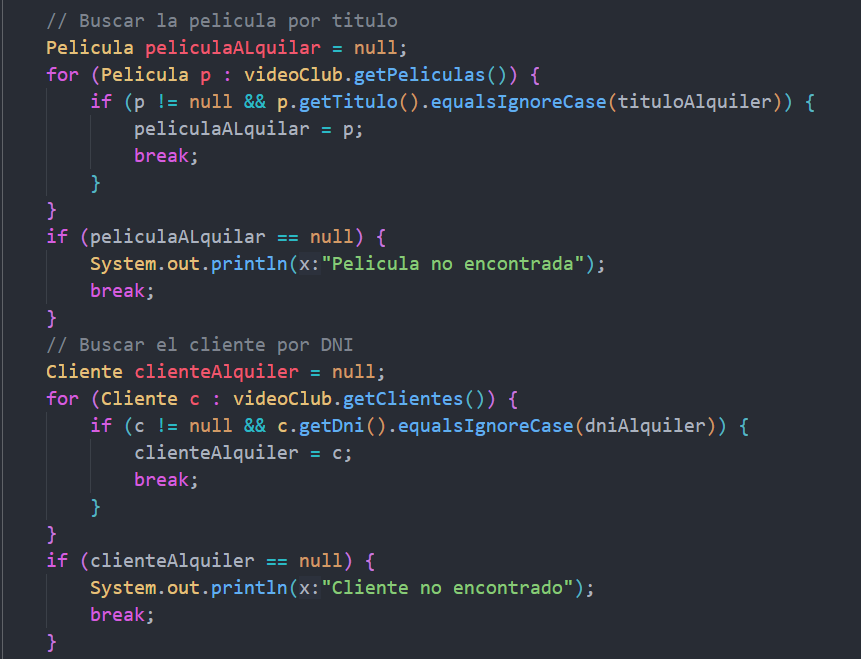 // Buscar la pelicula por titulo
Pelicula peliculaALquilar = null;
for (Pelicula p : videoClub.getPeliculas()) {
if (p != null && p.getTitulo().equalsIgnoreCase(tituloAlquiler)) {
peliculaALquilar = p;
break;
}
}
if (peliculaALquilar == null) {
System.out.println(x:"Pelicula no encontrada");
break;
}
// Buscar el cliente por DNI
Cliente clienteAlquiler = null;
for (Cliente c : videoClub.getClientes()) {
if (c != null && c.getDni().equalsIgnoreCase(dniAlquiler)) {
clienteAlquiler = c;
break;
}
}
if (clienteAlquiler == null) {
System.out.println(x:"Cliente no encontrado");
break;
}